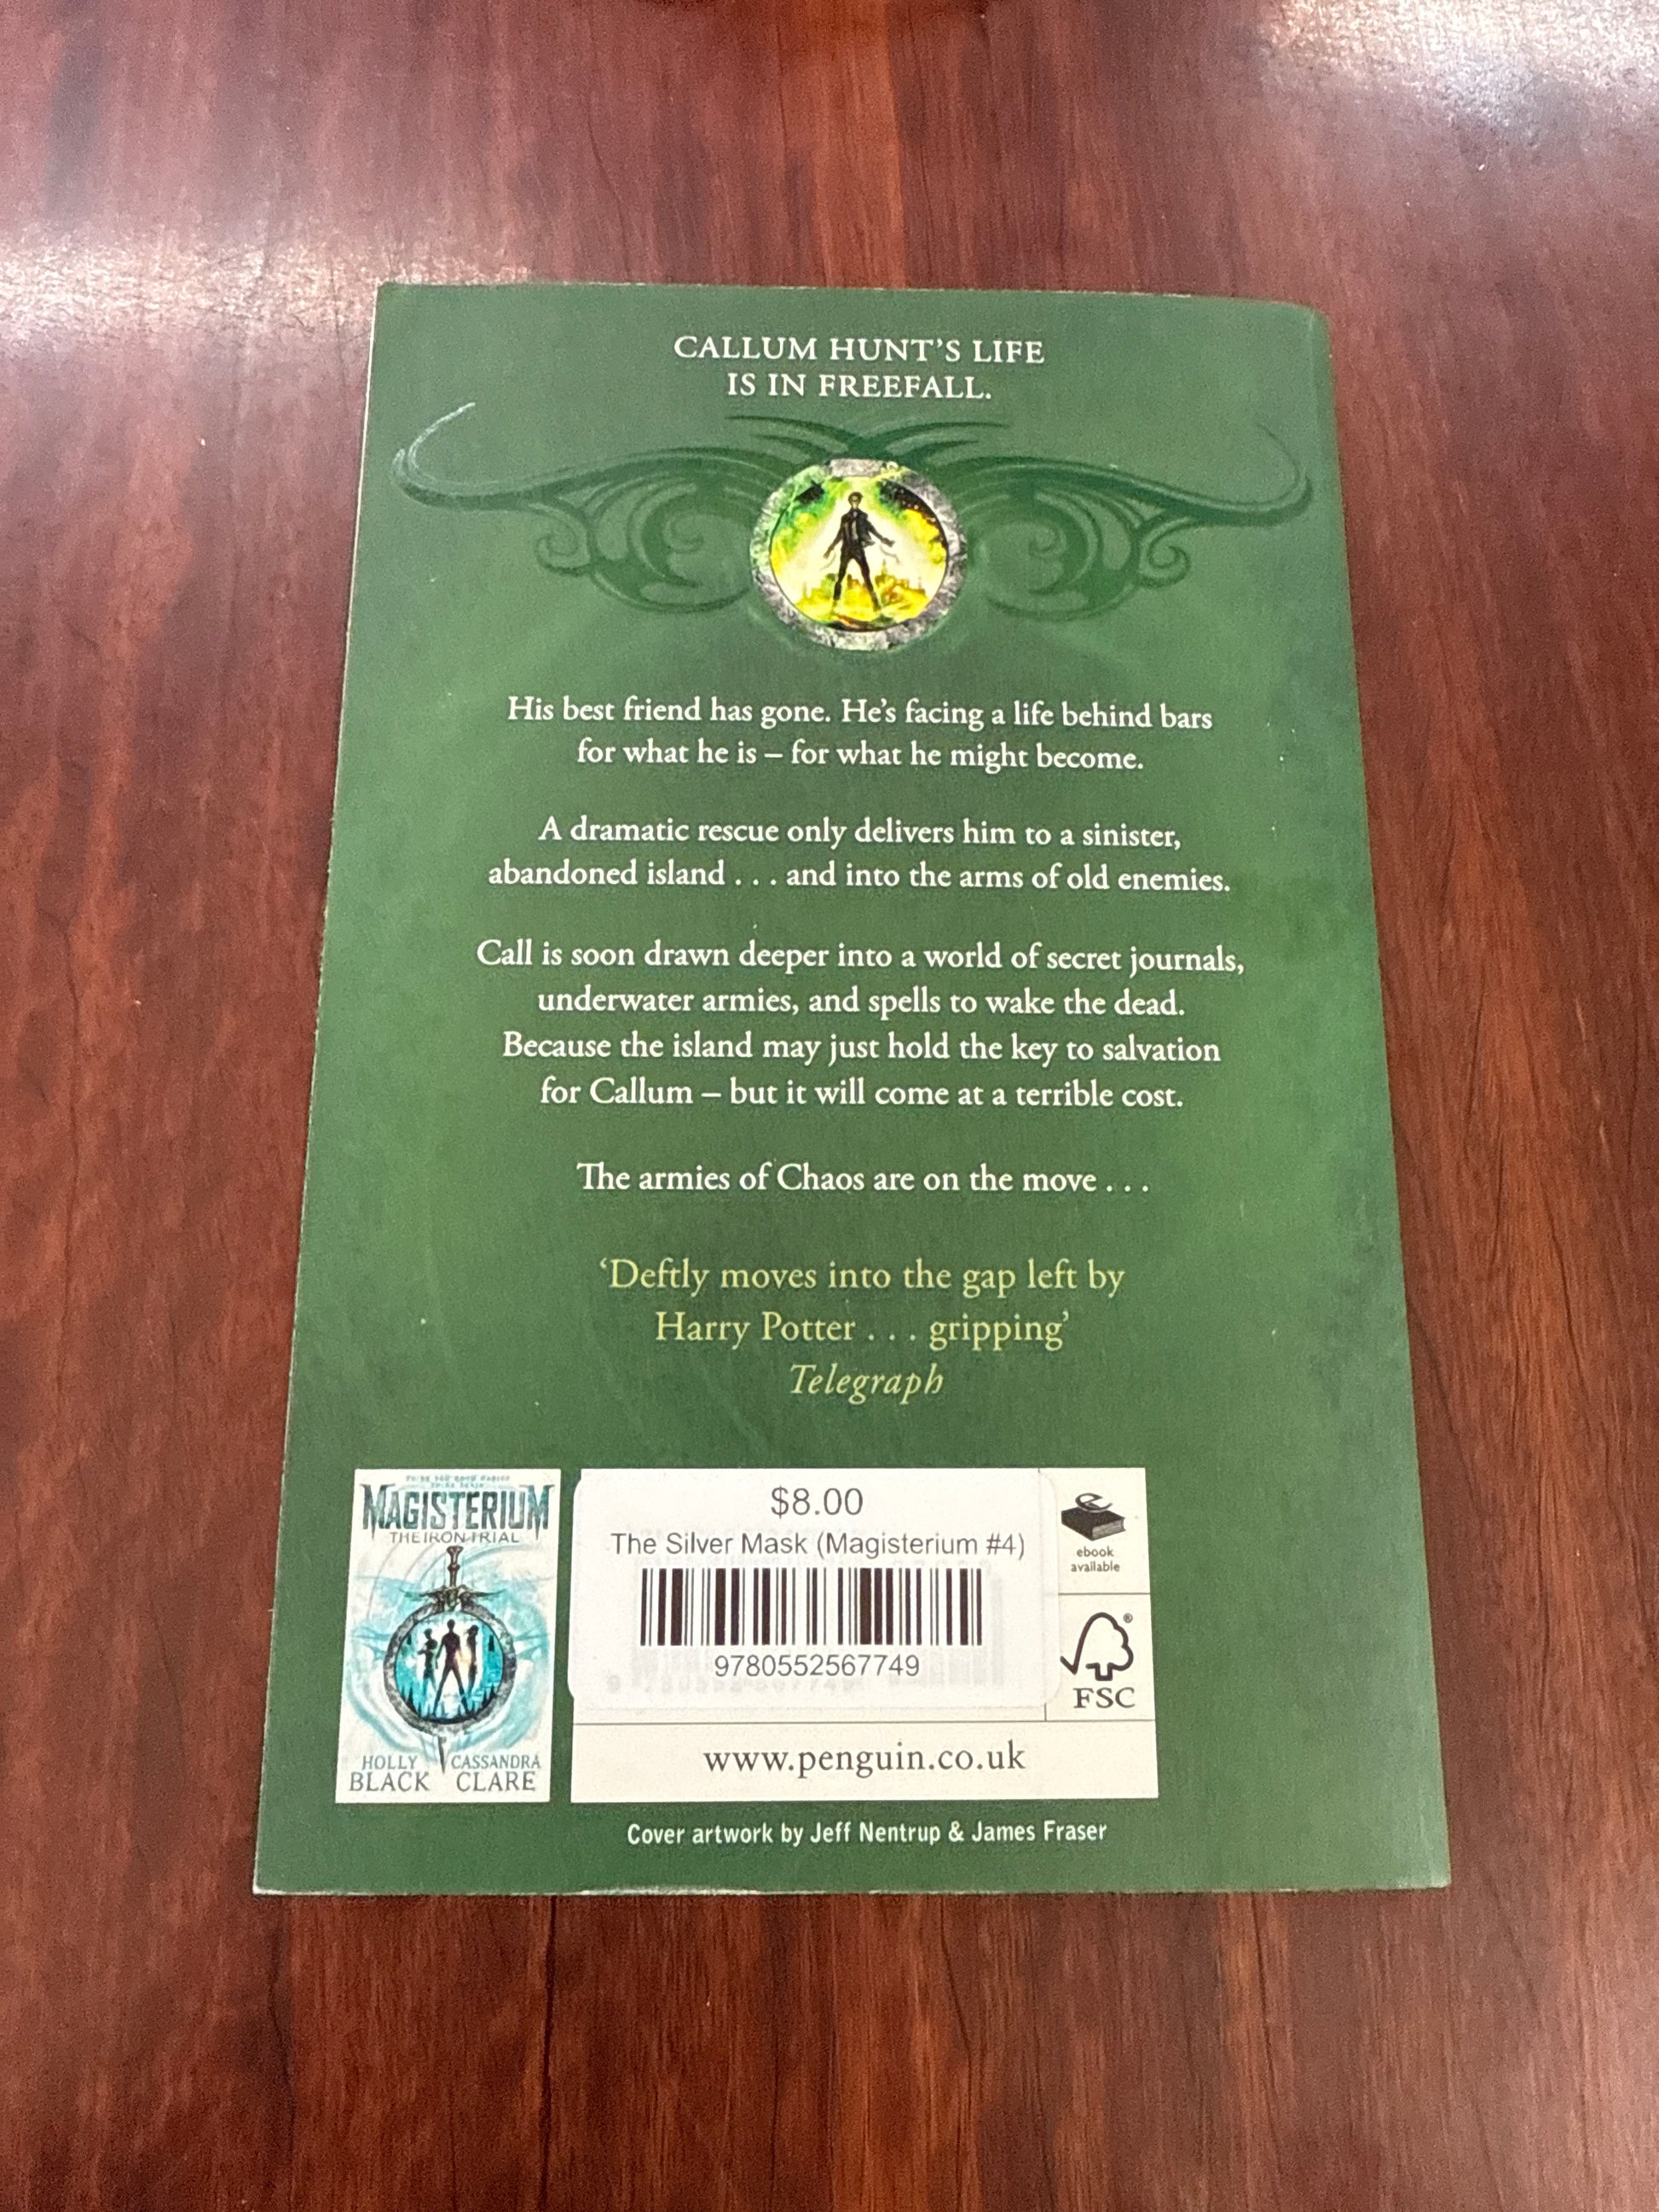 CALLUM HUNT'S LIFE
IS IN FREEFALL.
His best friend has gone. He's facing a life behind bars
for what he is – for what he might become.
A dramatic rescue only delivers him to a sinister,
abandoned island . . . and into the arms of old enemies.
Call is soon drawn deeper into a world of secret journals,
underwater armies, and spells to wake the dead.
Because the island may just hold the key to salvation
for Callum – but it will come at a terrible cost.
The armies of Chaos are on the move . . .
'Deftly moves into the gap left by
Harry Potter . . . gripping'
Telegraph
MAGISTERIUM
THE IRON TRIAL
HOLLY BLACK
CASSANDRA CLARE
$8.00
The Silver Mask (Magisterium #4)
9780552567749
ebook
available
®
FSC
www.penguin.co.uk
Cover artwork by Jeff Nentrup & James Fraser